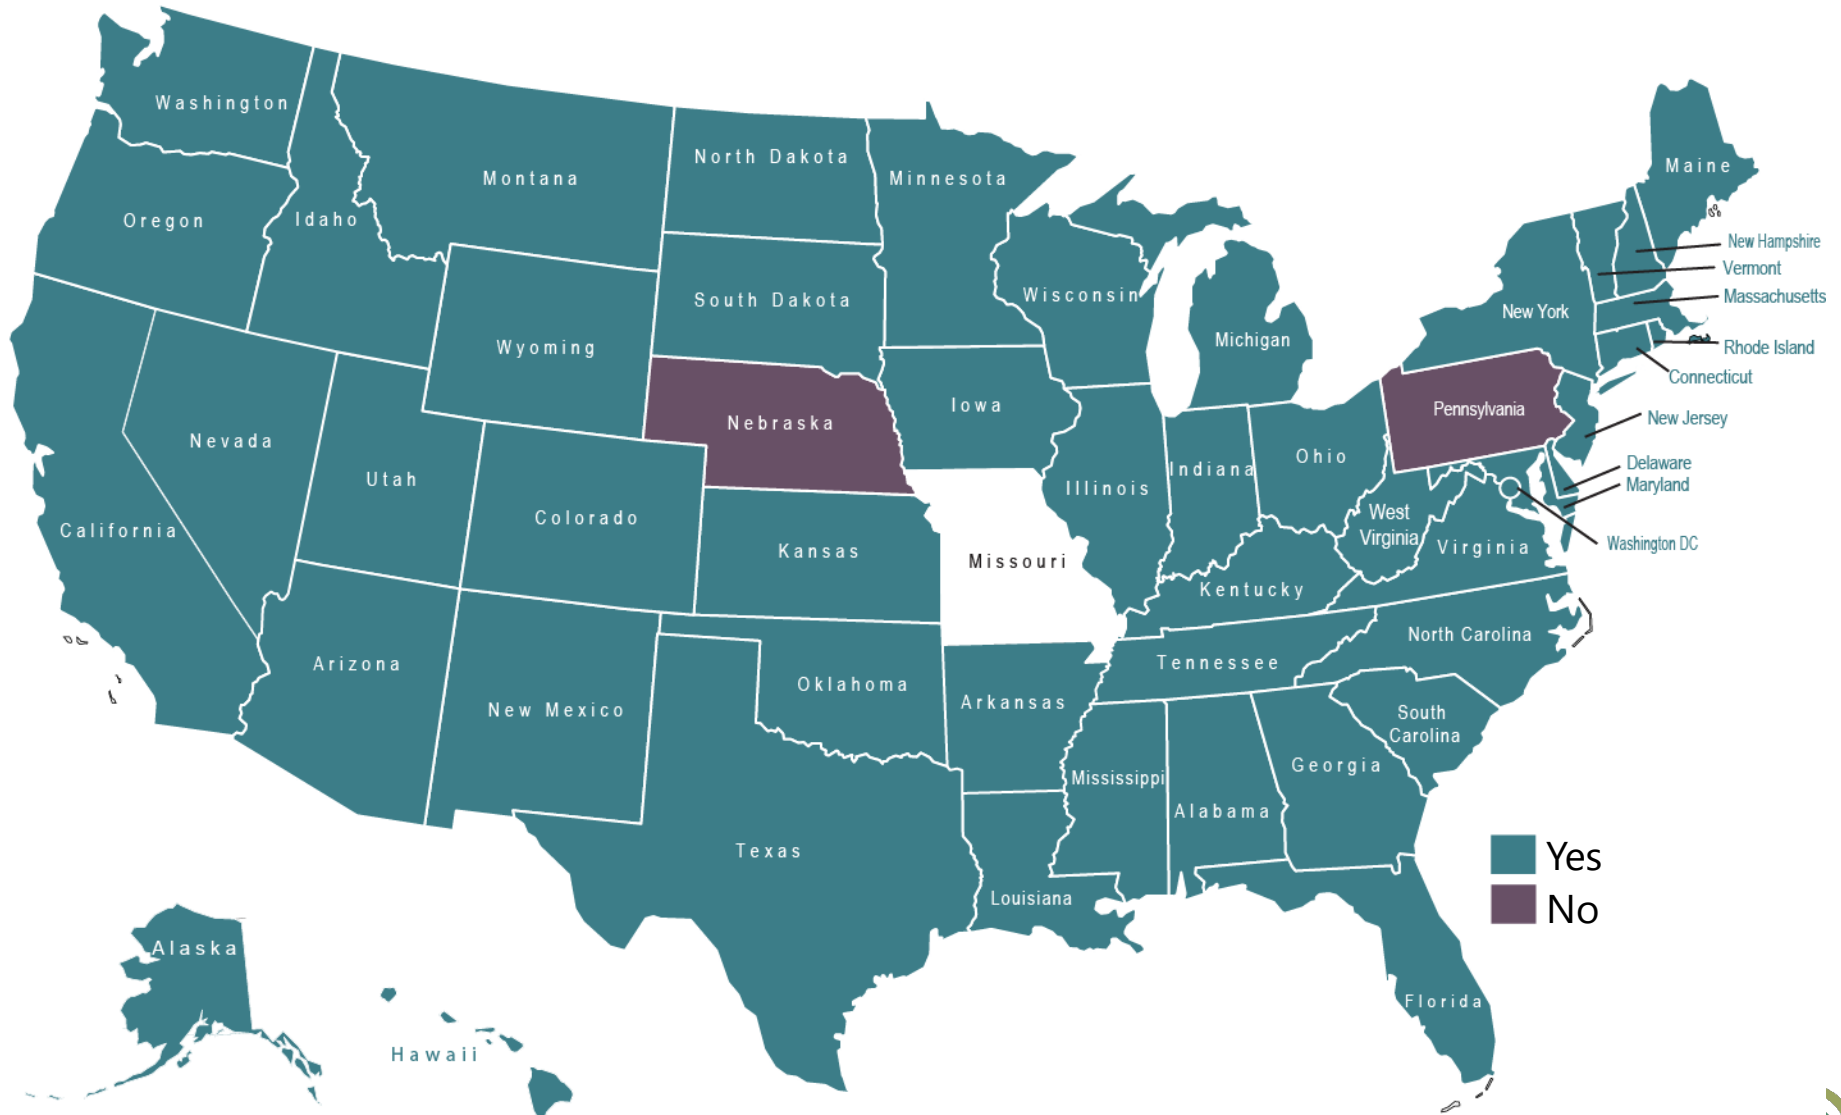 Washington
Oregon
Idaho
Montana
North Dakota
Minnesota
South Dakota
Wisconsin
Michigan
Wyoming
Nebraska
Iowa
Nevada
Utah
Colorado
California
Kansas
Missouri
Illinois
Indiana
Ohio
Pennsylvania
New York
Maine
New Hampshire
Vermont
Massachusetts
Rhode Island
Connecticut
New Jersey
Delaware
Maryland
Washington DC
West
Virginia
Virginia
Kentucky
Tennessee
North Carolina
South
Carolina
Arizona
New Mexico
Oklahoma
Arkansas
Texas
Louisiana
Mississippi
Alabama
Georgia
Florida
Alaska
Hawaii
Yes
No